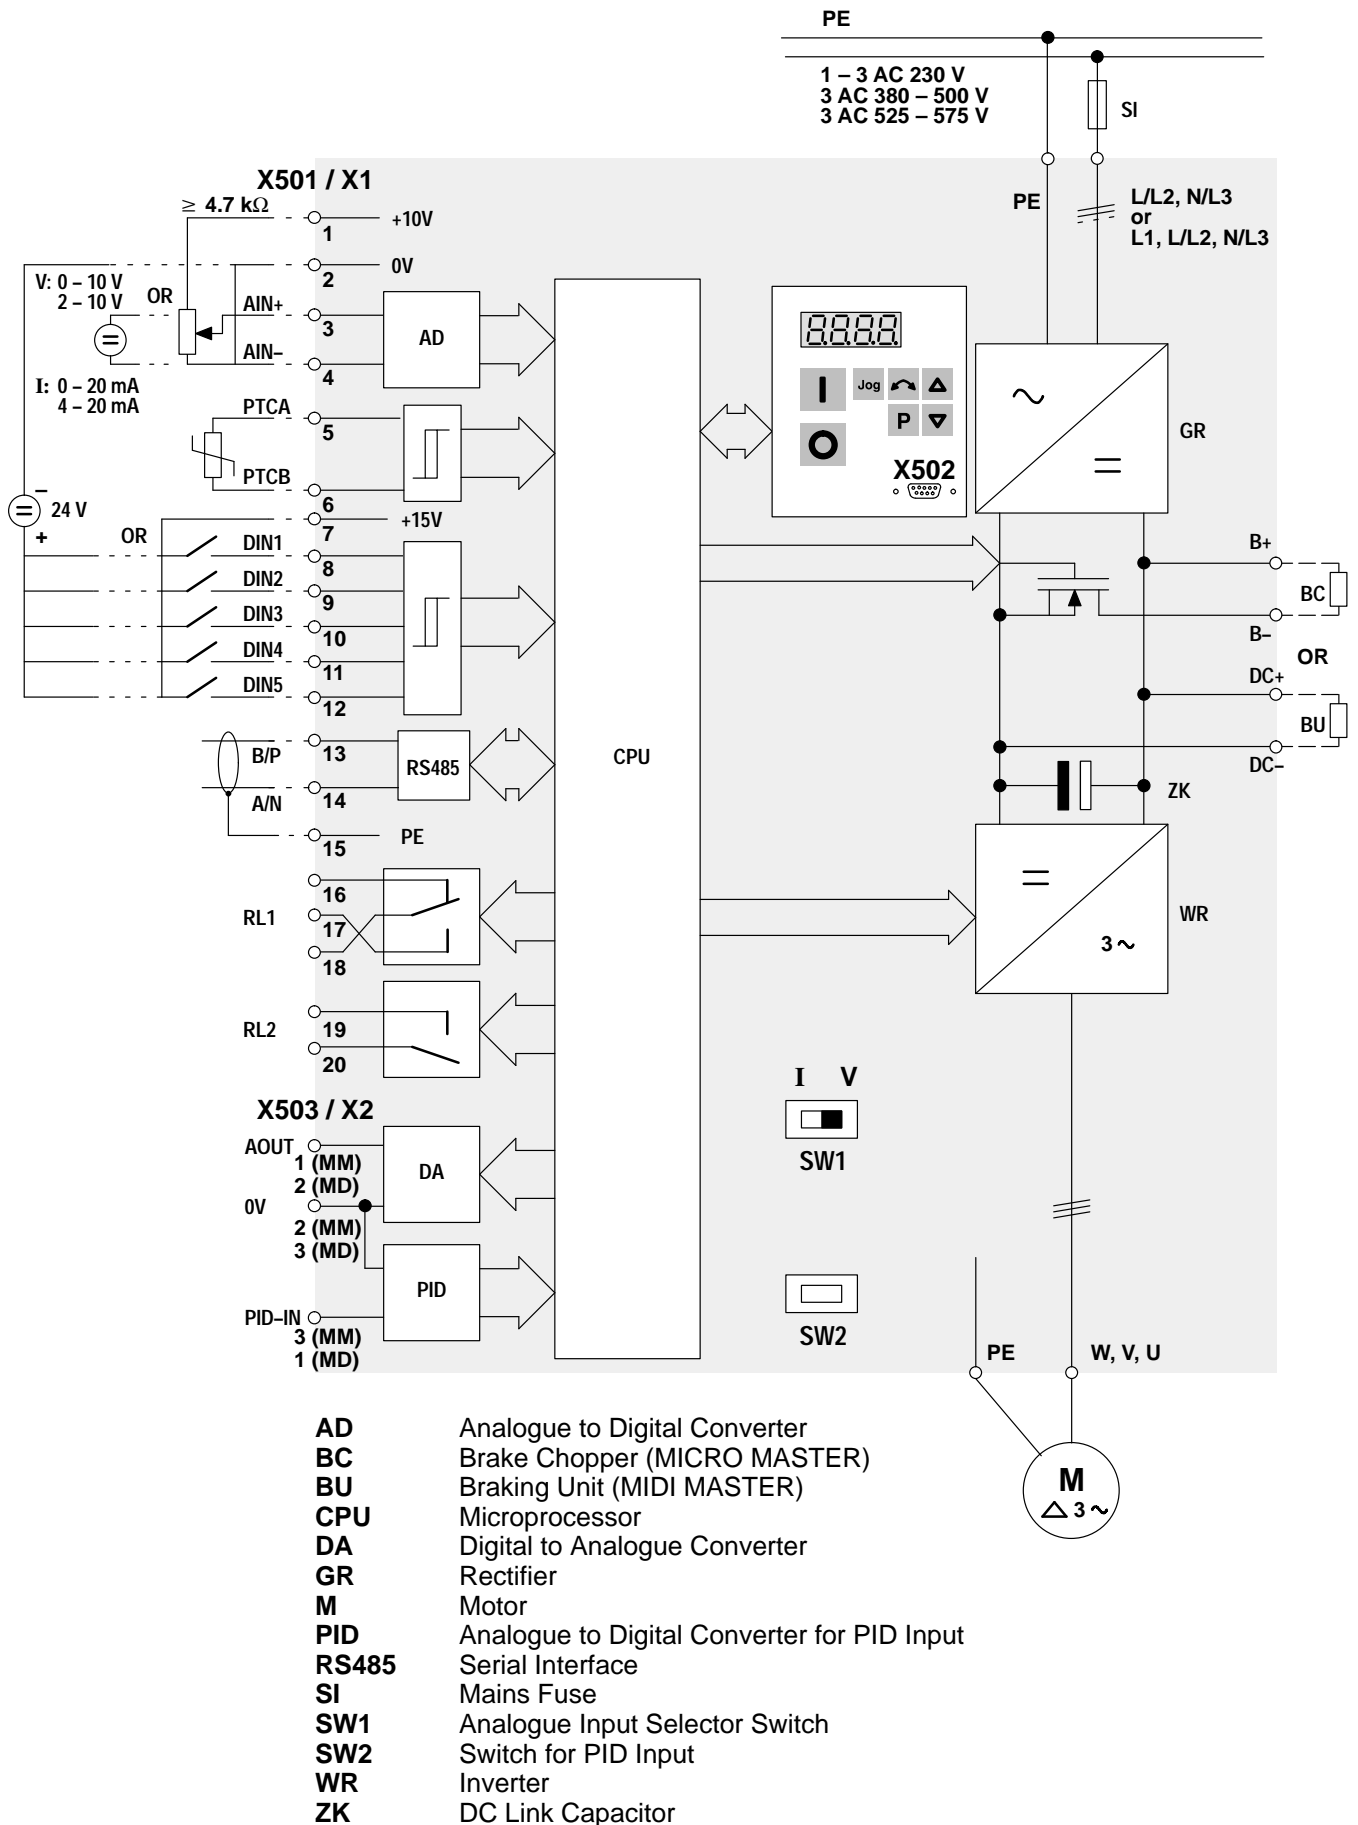 PE
1 – 3 AC 230 V
3 AC 380 – 500 V
3 AC 525 – 575 V
SI
X501 / X1
≥ 4.7 kΩ
1
+10V
PE
L/L2, N/L3
or
L1, L/L2, N/L3
2
0V
V: 0 – 10 V
2 – 10 V
OR
AIN+
3
AD
AIN–
4
I: 0 – 20 mA
4 – 20 mA
PTCA
5
PTCB
6
8.8.8.8.
Jog
P
X502
GR
– 24 V +
OR
7
+15V
DIN1
8
DIN2
9
DIN3
10
DIN4
11
DIN5
12
B+
BC
B–
OR
DC+
BU
DC–
ZK
CPU
B/P
13
RS485
A/N
14
15
PE
16
RL1
17
18
WR
3 ~
RL2
19
20
I V
SW1
X503 / X2
AOUT
1 (MM)
2 (MD)
DA
0V
2 (MM)
3 (MD)
PID
PID–IN
3 (MM)
1 (MD)
SW2
PE
W, V, U
M
△ 3 ~
AD Analogue to Digital Converter
BC Brake Chopper (MICRO MASTER)
BU Braking Unit (MIDI MASTER)
CPU Microprocessor
DA Digital to Analogue Converter
GR Rectifier
M Motor
PID Analogue to Digital Converter for PID Input
RS485 Serial Interface
SI Mains Fuse
SW1 Analogue Input Selector Switch
SW2 Switch for PID Input
WR Inverter
ZK DC Link Capacitor